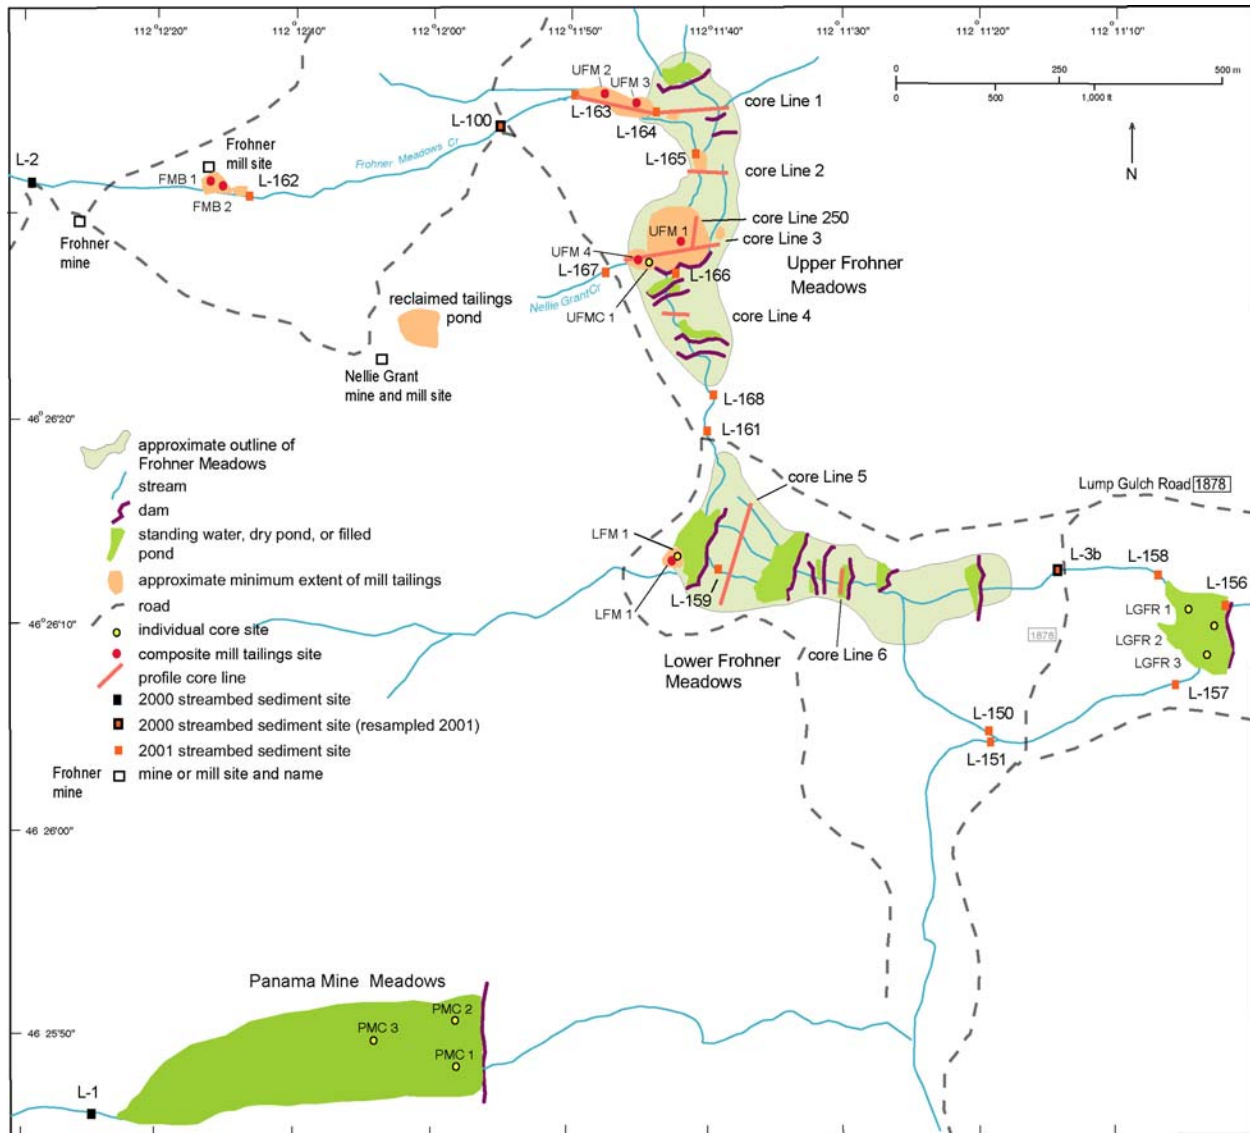 112°12'20"
112°12'40"
112°12'00"
112°11'50"
112°11'40"
112°11'30"
112°11'20"
112°11'10"
0 250 500 m
0 500 1,000 ft
N
UFM 2
UFM 3
core Line 1
L-163
L-164
L-100
L-165
core Line 2
Frohner Meadows Cr
L-2
Frohner
mill site
FMB 1
L-162
FMB 2
Frohner
mine
core Line 250
UFM 1
core Line 3
UFM 4
L-167
L-166
Upper Frohner
Meadows
Nellie Grant Cr
UFMC 1
core Line 4
reclaimed tailings
pond
Nellie Grant
mine and mill site
L-168
L-161
46°26'20"
approximate outline of
Frohner Meadows
stream
dam
standing water, dry pond, or filled
pond
approximate minimum extent of mill tailings
road
individual core site
composite mill tailings site
profile core line
2000 streambed sediment site
2000 streambed sediment site (resampled 2001)
2001 streambed sediment site
Frohner
mine
mine or mill site and name
core Line 5
Lump Gulch Road 1878
LFM 1
L-3b
L-158
L-156
LFM 1
L-159
LGFR 1
LGFR 2
LGFR 3
46°26'10"
1878
core Line 6
Lower Frohner
Meadows
L-157
L-150
L-151
46 26'00"
Panama Mine Meadows
PMC 2
PMC 3
PMC 1
46 25'50"
L-1